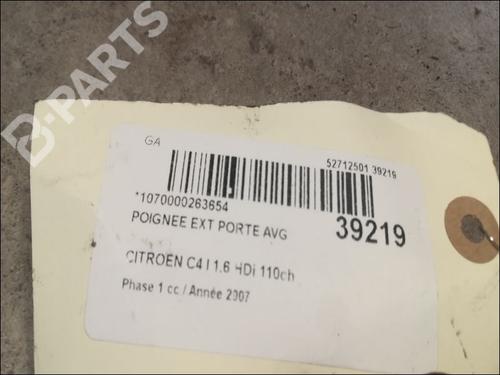 B-PARTS
GA
52712501 39219
*1070000263654
39219
POIGNEE EXT PORTE AVG
CITROEN C4 I 1.6 HDi 110ch
Phase 1 cc / Année 2007